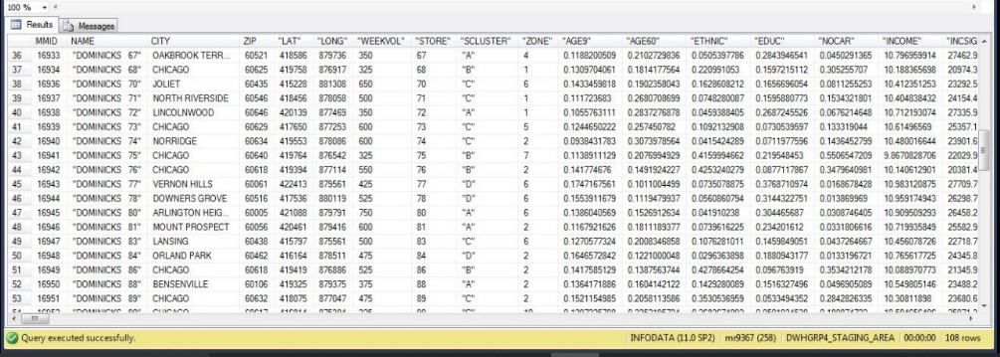 100 %
Results Messages
MMID NAME CITY ZIP "LAT" "LONG" "WEEKVOL" "STORE" "SCLUSTER" "ZONE" "AGE9" "AGE60" "ETHNIC" "EDUC" "NOCAR" "INCOME" "INCSIG
36 16933 "DOMINICKS 67" OAKBROOK TERR... 60521 418586 879736 350 67 "A" 4 0.1188200509 0.2102729836 0.0505397786 0.2843946541 0.0450291365 10.796959914 27462.9
37 16934 "DOMINICKS 68" CHICAGO 60625 419758 876917 325 68 "B" 1 0.1309704061 0.1814177564 0.220991053 0.1597215112 0.305255707 10.188365698 20974.3
38 16936 "DOMINICKS 70" JOLIET 60435 415228 881308 650 70 "C" 6 0.1433459818 0.1902358043 0.1628608212 0.1656696054 0.0811255253 10.412351253 23292.5
39 16937 "DOMINICKS 71" NORTH RIVERSIDE 60546 418456 878058 500 71 "C" 1 0.111723683 0.2680708699 0.0748280087 0.1595880773 0.1534321801 10.404838432 24154.4
40 16938 "DOMINICKS 72" LINCOLNWOOD 60646 420139 877469 350 72 "A" 1 0.1055763111 0.2837276878 0.0459388405 0.2687245526 0.0676214648 10.712193074 27335.9
41 16939 "DOMINICKS 73" CHICAGO 60629 417650 877253 600 73 "C" 5 0.1244650222 0.257450782 0.1092132908 0.0730539597 0.133319044 10.61496569 25357.1
42 16940 "DOMINICKS 74" NORRIDGE 60634 419553 878086 600 74 "C" 2 0.0938431783 0.3073978564 0.0415424289 0.0711977596 0.1436452799 10.480016644 23901.6
43 16941 "DOMINICKS 75" CHICAGO 60640 419764 876542 325 75 "B" 7 0.1138911129 0.2076994929 0.4159994662 0.219548453 0.5506547209 9.8670828706 22029.9
44 16942 "DOMINICKS 76" CHICAGO 60618 419394 877114 550 76 "B" 2 0.141774676 0.1491924227 0.4253240279 0.0877117867 0.3479640981 10.140612901 20381.4
45 16943 "DOMINICKS 77" VERNON HILLS 60061 422413 879561 425 77 "D" 6 0.1747167561 0.1011004499 0.0735078875 0.3768710974 0.0168678428 10.983120875 27709.7
46 16944 "DOMINICKS 78" DOWNERS GROVE 60516 417536 880119 525 78 "D" 6 0.1553911679 0.1119479937 0.0560860794 0.3144322751 0.013869969 10.959174943 26298.7
47 16945 "DOMINICKS 80" ARLINGTON HEIG... 60005 421088 879791 750 80 "A" 6 0.1386040569 0.1526912634 0.041910238 0.304465687 0.0308746405 10.909509293 26458.2
48 16946 "DOMINICKS 81" MOUNT PROSPECT 60056 420461 879416 600 81 "A" 2 0.1167921626 0.1811189377 0.0739616225 0.234201612 0.0331806616 10.719935849 25582.9
49 16947 "DOMINICKS 83" LANSING 60438 415797 875561 500 83 "C" 6 0.1270577324 0.2008346858 0.1076281011 0.1459849051 0.0437264667 10.456078726 22718.7
50 16948 "DOMINICKS 84" ORLAND PARK 60462 416164 878511 475 84 "D" 2 0.1646572842 0.1221000048 0.0296363898 0.1880943177 0.0133196721 10.765617725 24345.8
51 16949 "DOMINICKS 86" CHICAGO 60618 419419 876886 525 86 "B" 2 0.1417585129 0.1387563744 0.4278664254 0.096763919 0.3534212178 10.088970773 21345.9
52 16950 "DOMINICKS 88" BENSENVILLE 60106 419325 879375 375 88 "A" 2 0.1364171886 0.1604142122 0.1429280089 0.1516327496 0.0496905089 10.549805146 23488.2
53 16951 "DOMINICKS 89" CHICAGO 60632 418075 877047 475 89 "C" 2 0.1521154985 0.2058113586 0.3530536959 0.0533494352 0.2842826335 10.30811898 23680.6
Query executed successfully. INFODATA (11.0 SP2) mr9367 (258) DWHGRP4_STAGING_AREA 00:00:00 108 rows